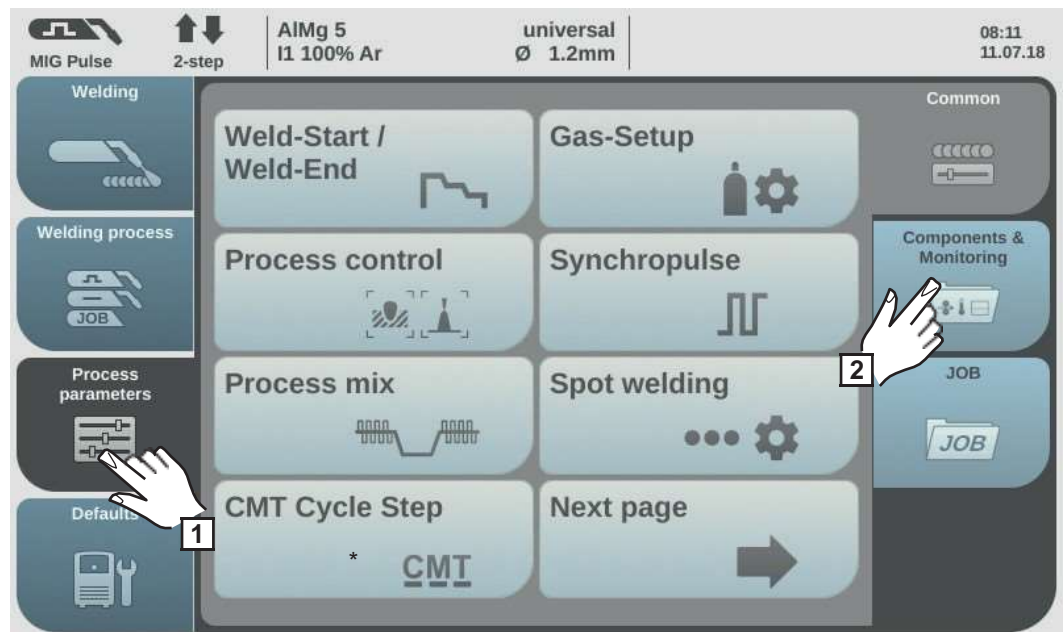 MIG Pulse
2-step
AlMg 5
I1 100% Ar
universal
Ø 1.2mm
08:11
11.07.18
Welding
Welding process
JOB
Process
parameters
1
Defaults
Weld-Start /
Weld-End
Gas-Setup
Process control
Synchropulse
Process mix
Spot welding
CMT Cycle Step
* CMT
Next page
Common
Components &
Monitoring
2
JOB
JOB